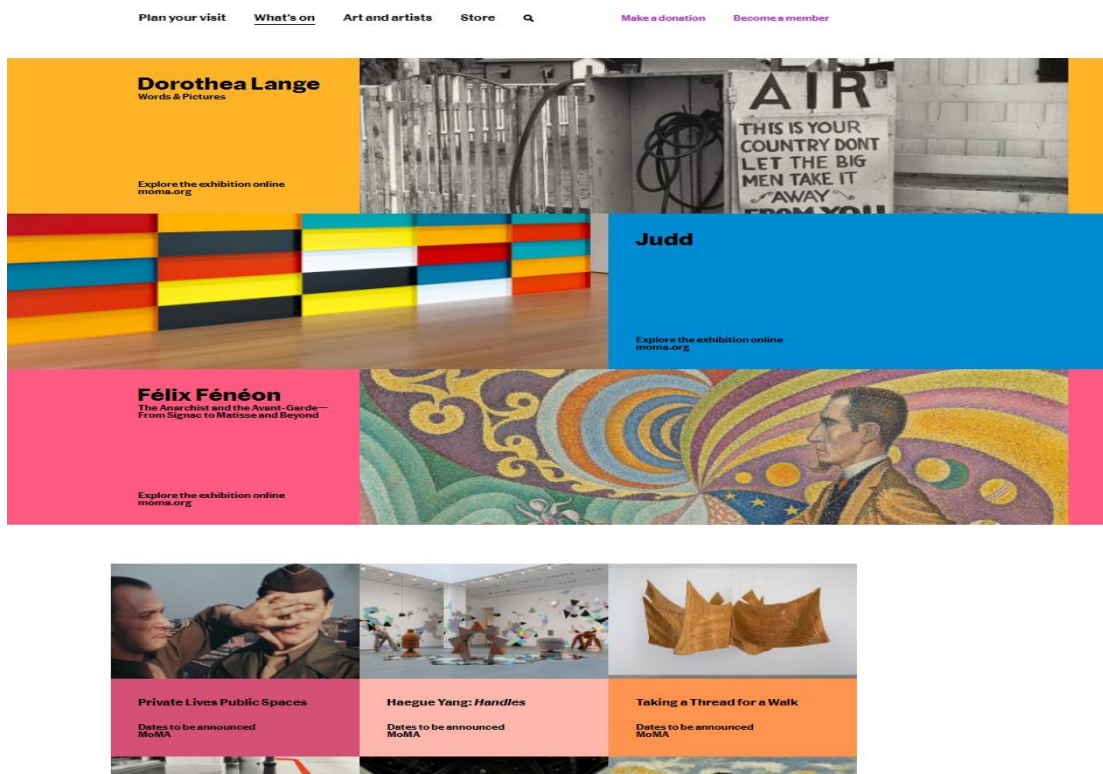 Plan your visit
What's on
Art and artists
Store
Make a donation
Become a member
Dorothea Lange
Words & Pictures
Explore the exhibition online
moma.org
AIR
THIS IS YOUR
COUNTRY DONT
LET THE BIG
MEN TAKE IT
AWAY
FROM YOU
Judd
Explore the exhibition online
moma.org
Félix Fénéon
The Anarchist and the Avant-Garde—
From Signac to Matisse and Beyond
Explore the exhibition online
moma.org
Private Lives Public Spaces
Dates to be announced
MoMA
Haegue Yang: Handles
Dates to be announced
MoMA
Taking a Thread for a Walk
Dates to be announced
MoMA